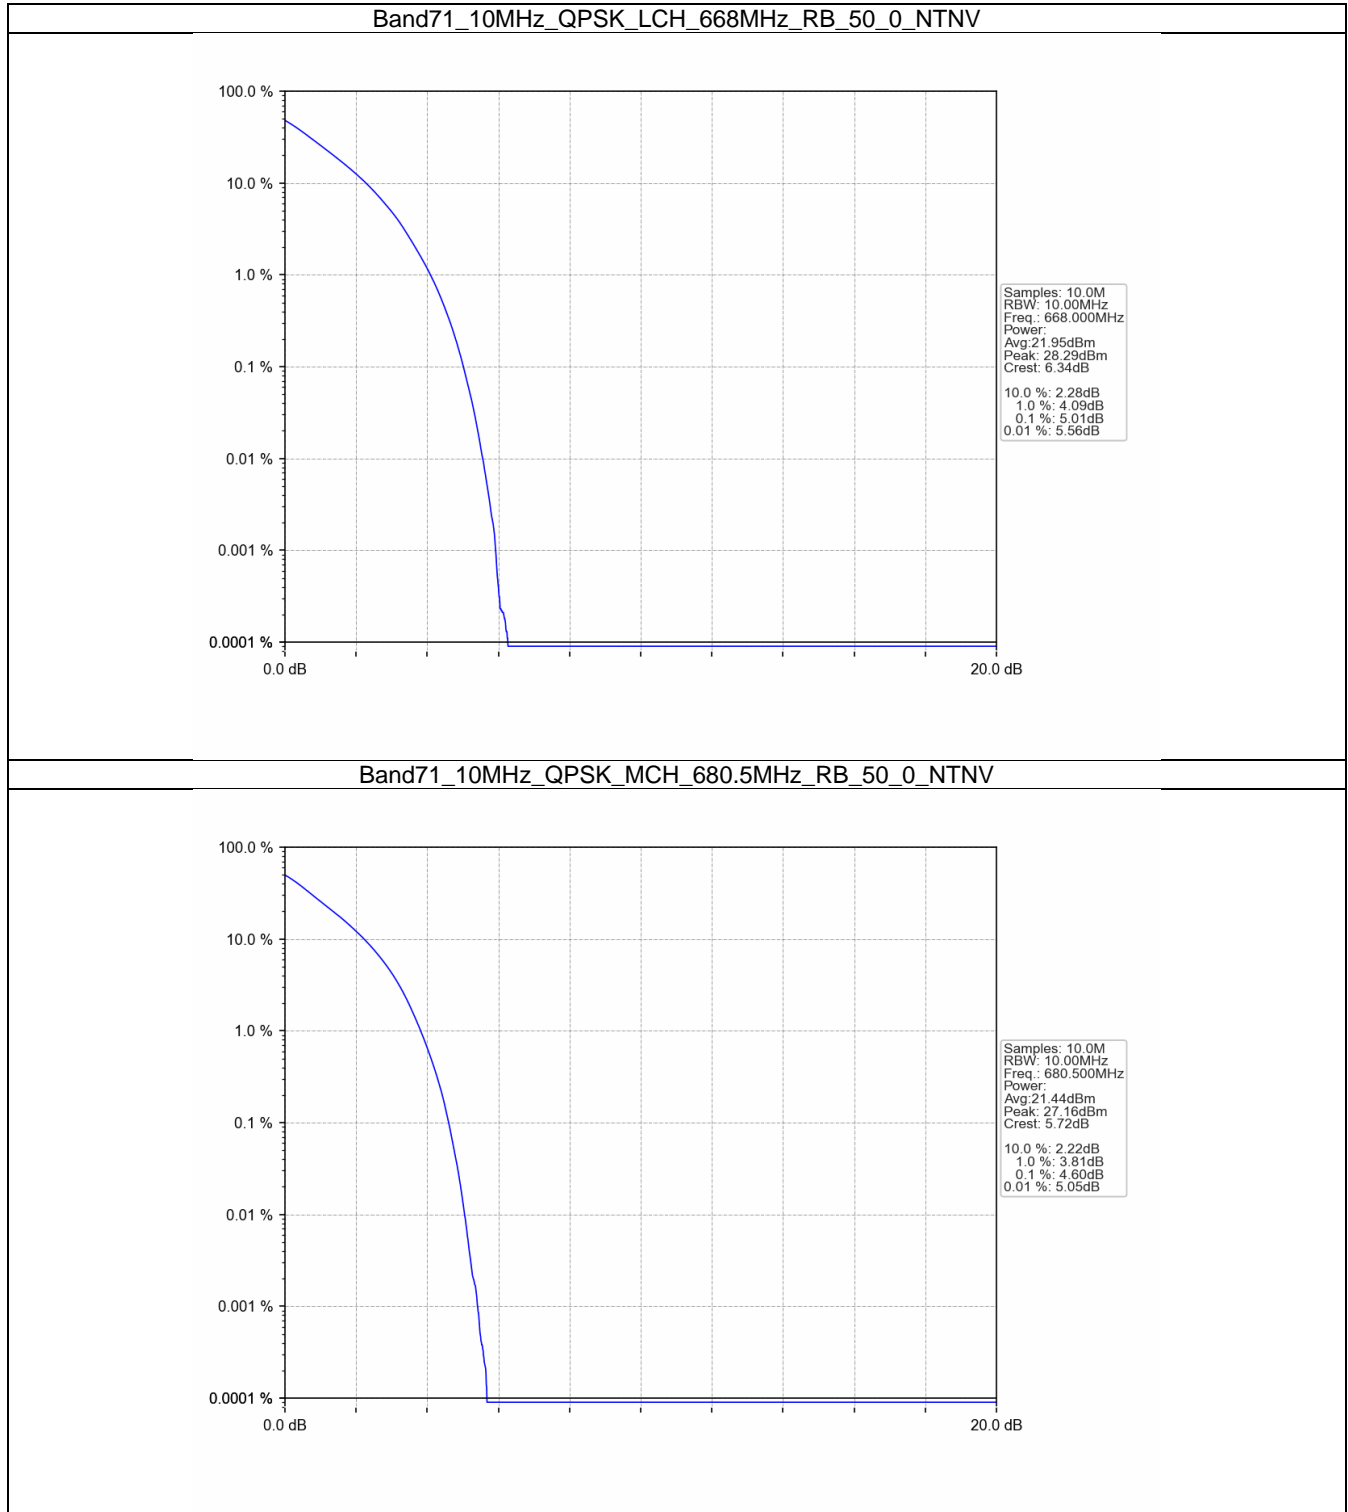 Band71_10MHz_QPSK_LCH_668MHz_RB_50_0_NTNV
100.0 %
10.0 %
1.0 %
0.1 %
0.01 %
0.001 %
0.0001 %
0.0 dB
20.0 dB
Samples: 10.0M
RBW: 10.00MHz
Freq.: 668.000MHz
Power:
Avg:21.95dBm
Peak: 28.29dBm
Crest: 6.34dB
10.0 %: 2.28dB
1.0 %: 4.09dB
0.1 %: 5.01dB
0.01 %: 5.56dB
Band71_10MHz_QPSK_MCH_680.5MHz_RB_50_0_NTNV
100.0 %
10.0 %
1.0 %
0.1 %
0.01 %
0.001 %
0.0001 %
0.0 dB
20.0 dB
Samples: 10.0M
RBW: 10.00MHz
Freq.: 680.500MHz
Power:
Avg:21.44dBm
Peak: 27.16dBm
Crest: 5.72dB
10.0 %: 2.22dB
1.0 %: 3.81dB
0.1 %: 4.60dB
0.01 %: 5.05dB